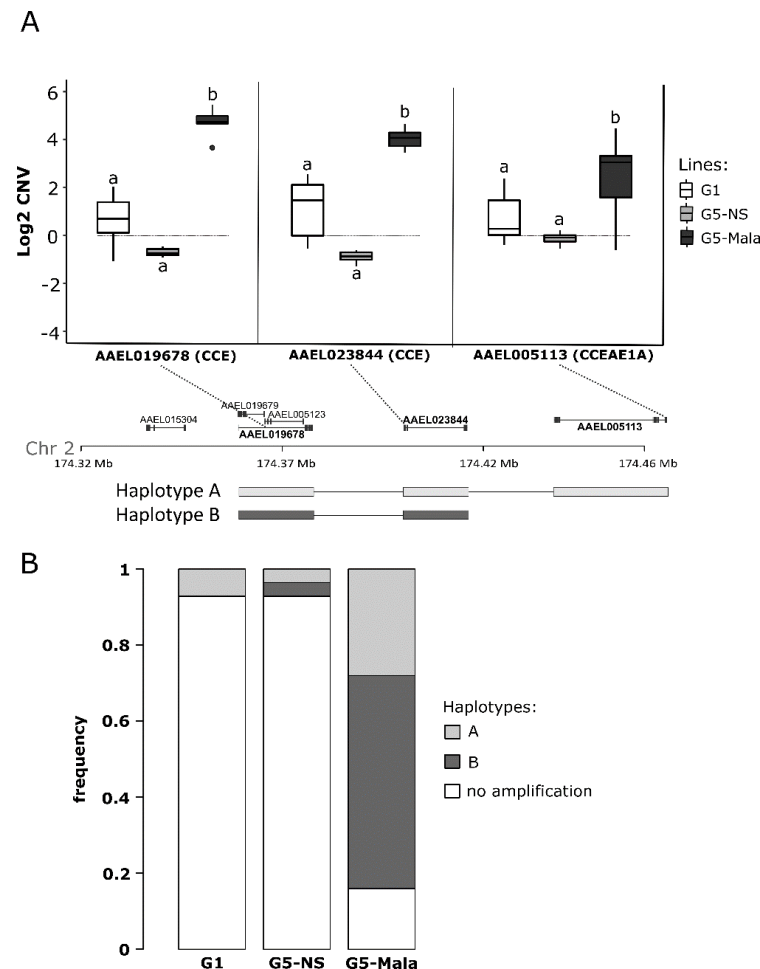 A
6
4
2
0
-2
-4
Log2 CNV
a
a
b
a
a
b
a
a
b
Lines:
G1
G5-NS
G5-Mala
AAEL019678 (CCE) AAEL023844 (CCE) AAEL005113 (CCEAE1A)
AAEL019679
AAEL015304
AAEL005123
AAEL019678
AAEL023844
AAEL005113
Chr 2
174.32 Mb 174.37 Mb 174.42 Mb 174.46 Mb
Haplotype A
Haplotype B
B
1
0.8
0.6
0.4
0.2
0
frequency
Haplotypes:
A
B
no amplification
G1 G5-NS G5-Mala